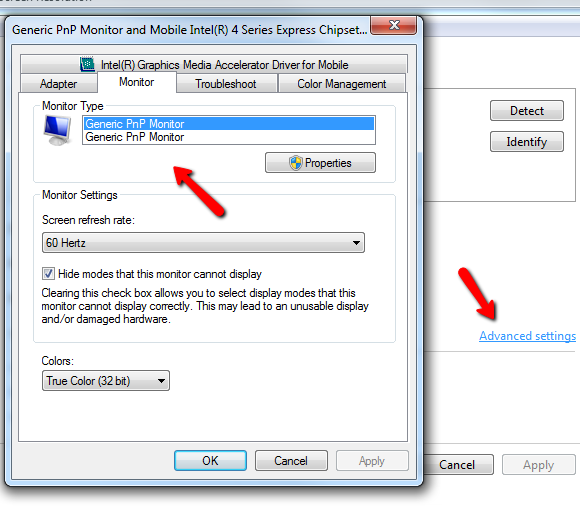 Generic PnP Monitor and Mobile Intel(R) 4 Series Express Chipset...
Intel(R) Graphics Media Accelerator Driver for Mobile
Adapter
Monitor
Troubleshoot
Color Management
Monitor Type
Generic PnP Monitor
Generic PnP Monitor
Properties
Monitor Settings
Screen refresh rate:
60 Hertz
Hide modes that this monitor cannot display
Clearing this check box allows you to select display modes that this
monitor cannot display correctly. This may lead to an unusable display
and/or damaged hardware.
Colors:
True Color (32 bit)
OK
Cancel
Apply
Detect
Identify
Advanced settings
Cancel
Apply